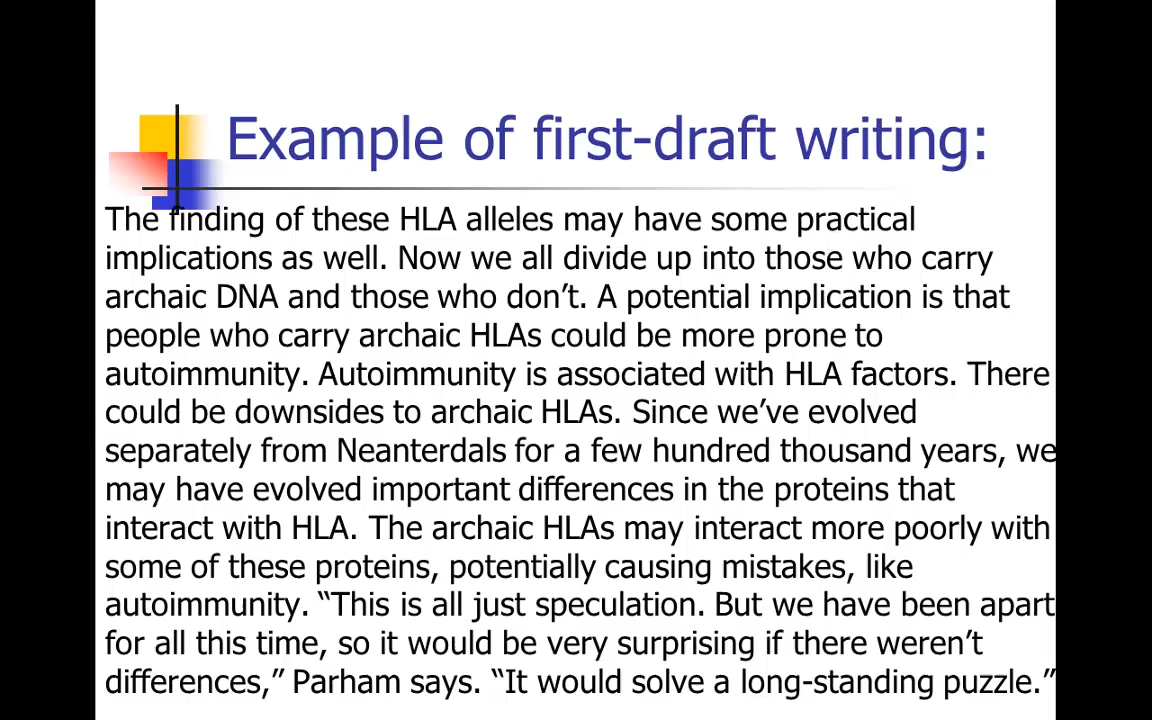 Example of first-draft writing:
The finding of these HLA alleles may have some practical
implications as well. Now we all divide up into those who carry
archaic DNA and those who don’t. A potential implication is that
people who carry archaic HLAs could be more prone to
autoimmunity. Autoimmunity is associated with HLA factors. There
could be downsides to archaic HLAs. Since we’ve evolved
separately from Neanterdals for a few hundred thousand years, we
may have evolved important differences in the proteins that
interact with HLA. The archaic HLAs may interact more poorly with
some of these proteins, potentially causing mistakes, like
autoimmunity. “This is all just speculation. But we have been apart
for all this time, so it would be very surprising if there weren’t
differences,” Parham says. “It would solve a long-standing puzzle.”